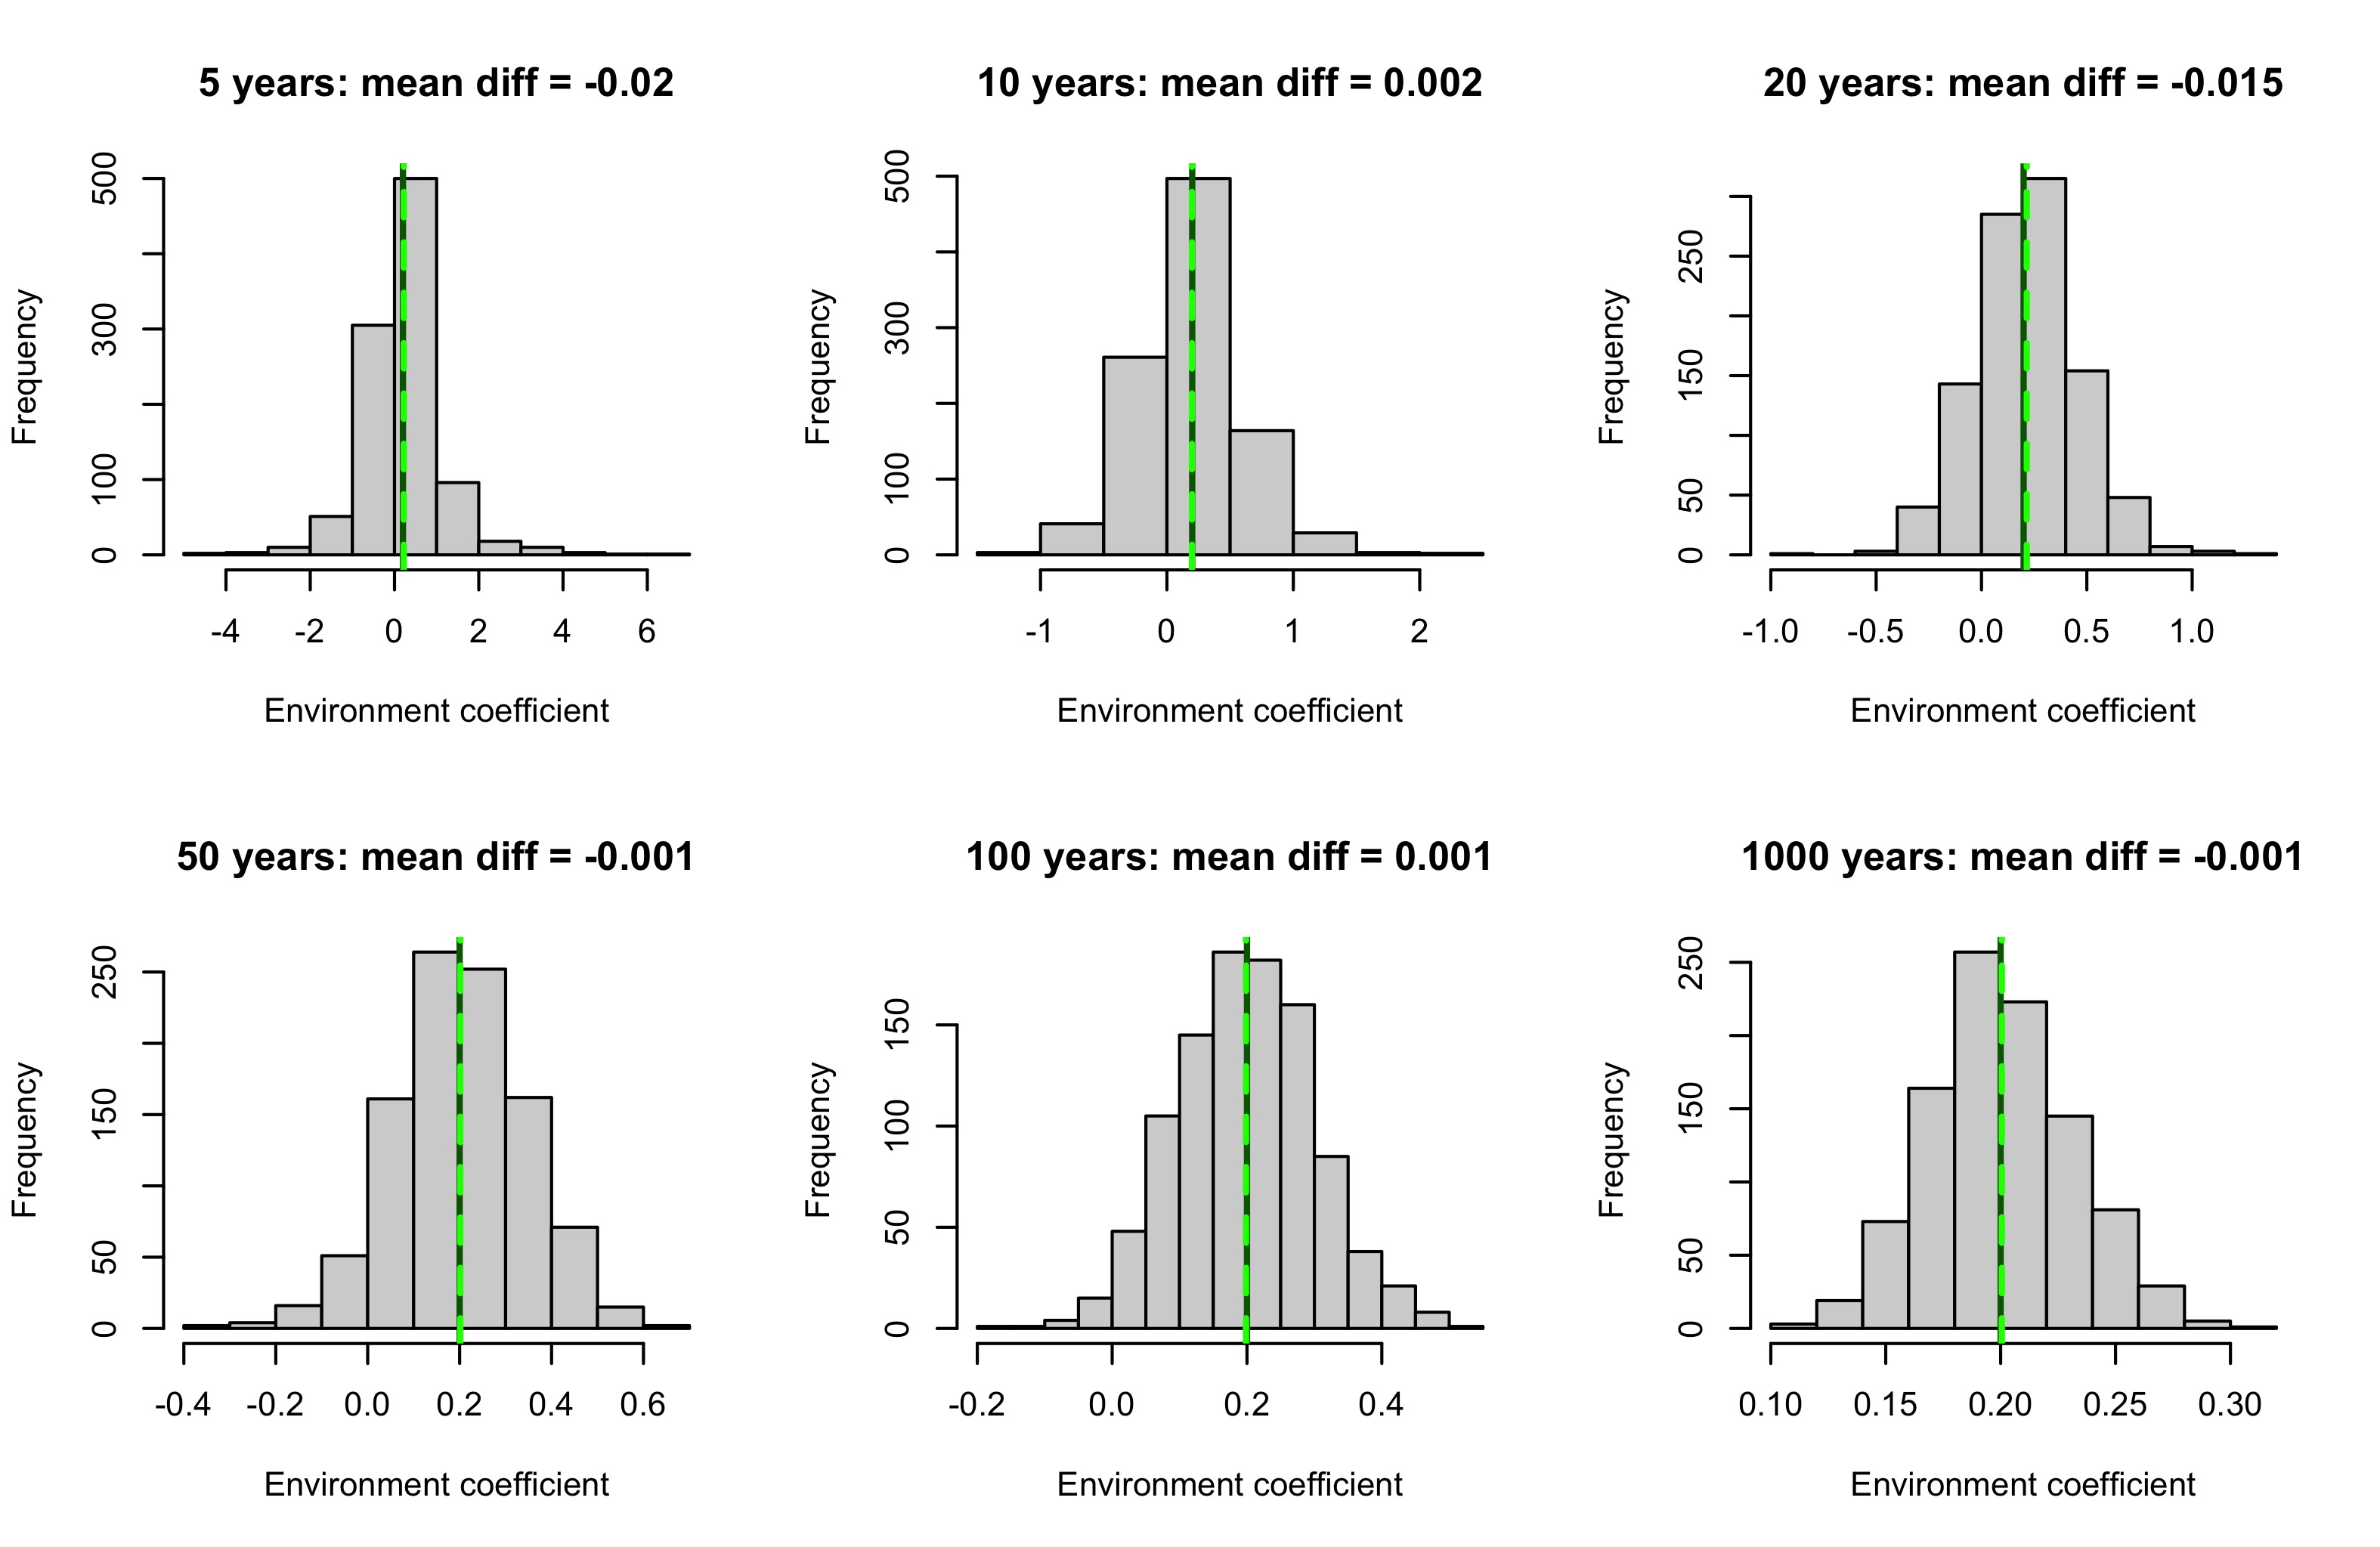 5 years: mean diff = -0.02
Frequency
0 100 300 500
-4 -2 0 2 4 6
Environment coefficient
10 years: mean diff = 0.002
Frequency
0 100 300 500
-1 0 1 2
Environment coefficient
20 years: mean diff = -0.015
Frequency
0 50 150 250
-1.0 -0.5 0.0 0.5 1.0
Environment coefficient
50 years: mean diff = -0.001
Frequency
0 50 150 250
-0.4 -0.2 0.0 0.2 0.4 0.6
Environment coefficient
100 years: mean diff = 0.001
Frequency
0 50 100 150
-0.2 0.0 0.2 0.4
Environment coefficient
1000 years: mean diff = -0.001
Frequency
0 50 150 250
0.10 0.15 0.20 0.25 0.30
Environment coefficient